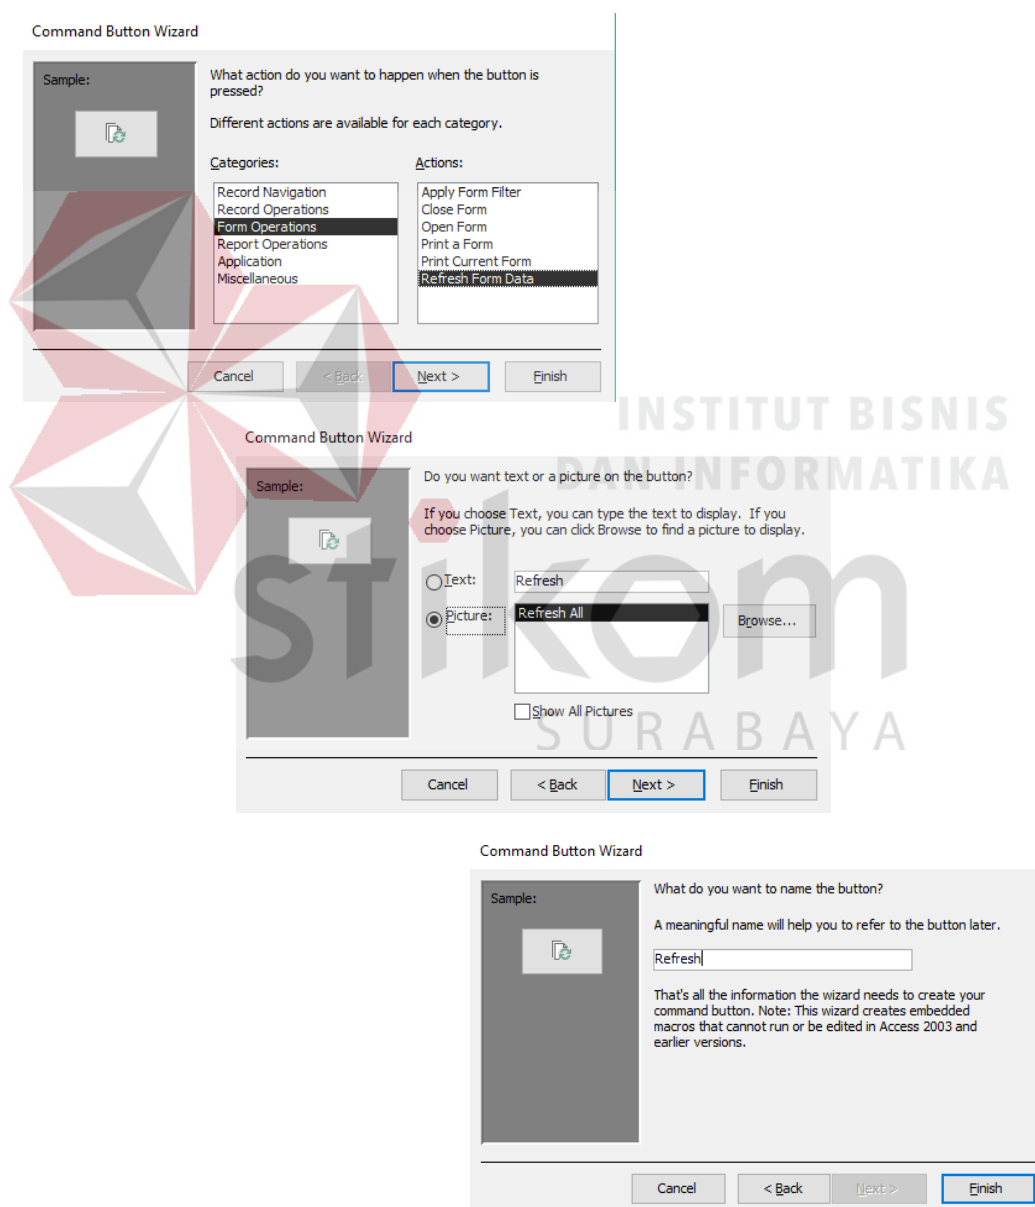 Command Button Wizard
Sample:
What action do you want to happen when the button is
pressed?
Different actions are available for each category.
Categories:
Actions:
Record Navigation
Record Operations
Form Operations
Report Operations
Application
Miscellaneous
Apply Form Filter
Close Form
Open Form
Print a Form
Print Current Form
Refresh Form Data
Cancel
< Back
Next >
Finish
INSTITUT BISNIS
DAN INFORMATIKA
stikom
SURABAYA
Command Button Wizard
Sample:
Do you want text or a picture on the button?
If you choose Text, you can type the text to display. If you
choose Picture, you can click Browse to find a picture to display.
Text:
Refresh
Picture:
Refresh All
Browse...
Show All Pictures
Cancel
< Back
Next >
Finish
Command Button Wizard
Sample:
What do you want to name the button?
A meaningful name will help you to refer to the button later.
Refresh
That's all the information the wizard needs to create your
command button. Note: This wizard creates embedded
macros that cannot run or be edited in Access 2003 and
earlier versions.
Cancel
< Back
Next >
Finish